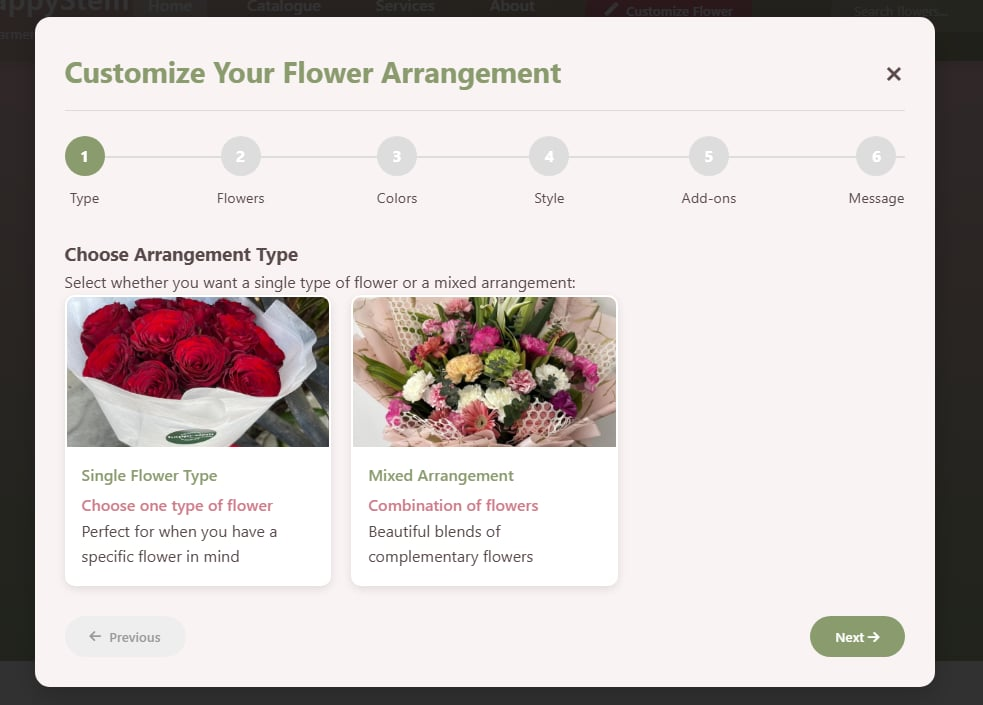 Home Catalogue Services About Customize Flower Search flowers...
Customize Your Flower Arrangement
1 2 3 4 5 6
Type Flowers Colors Style Add-ons Message
Choose Arrangement Type
Select whether you want a single type of flower or a mixed arrangement:
Single Flower Type
Choose one type of flower
Perfect for when you have a
specific flower in mind
Mixed Arrangement
Combination of flowers
Beautiful blends of
complementary flowers
Previous
Next